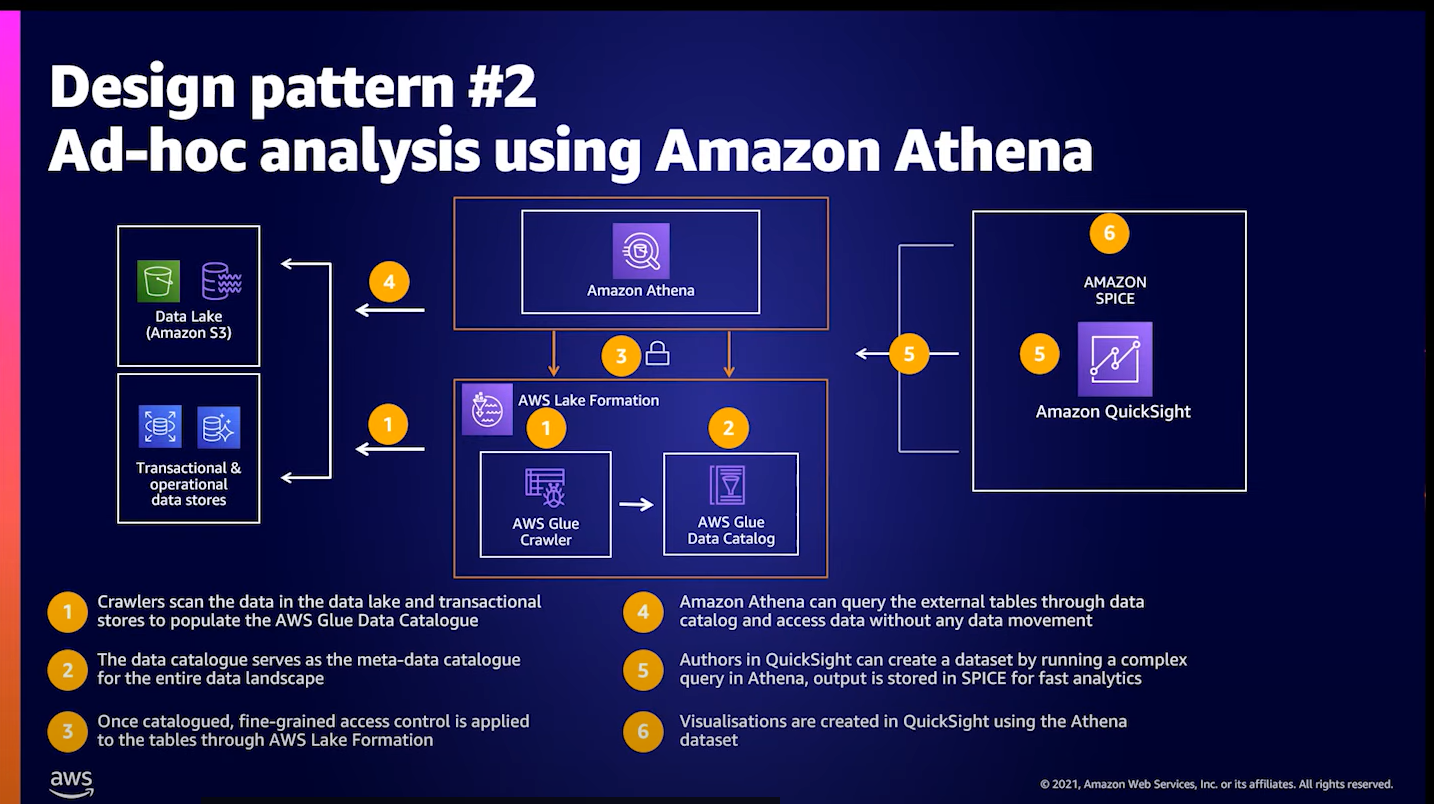 Design pattern #2
Ad-hoc analysis using Amazon Athena
Data Lake
(Amazon S3)
Transactional &
operational
data stores
4
1
Amazon Athena
3
AWS Lake Formation
1
2
AWS Glue
Crawler
AWS Glue
Data Catalog
5
6
AMAZON
SPICE
5
Amazon QuickSight
1
Crawlers scan the data in the data lake and transactional
stores to populate the AWS Glue Data Catalogue
2
The data catalogue serves as the meta-data catalogue
for the entire data landscape
3
Once catalogued, fine-grained access control is applied
to the tables through AWS Lake Formation
4
Amazon Athena can query the external tables through data
catalog and access data without any data movement
5
Authors in QuickSight can create a dataset by running a complex
query in Athena, output is stored in SPICE for fast analytics
6
Visualisations are created in QuickSight using the Athena
dataset
aws
© 2021, Amazon Web Services, Inc. or its affiliates. All rights reserved.